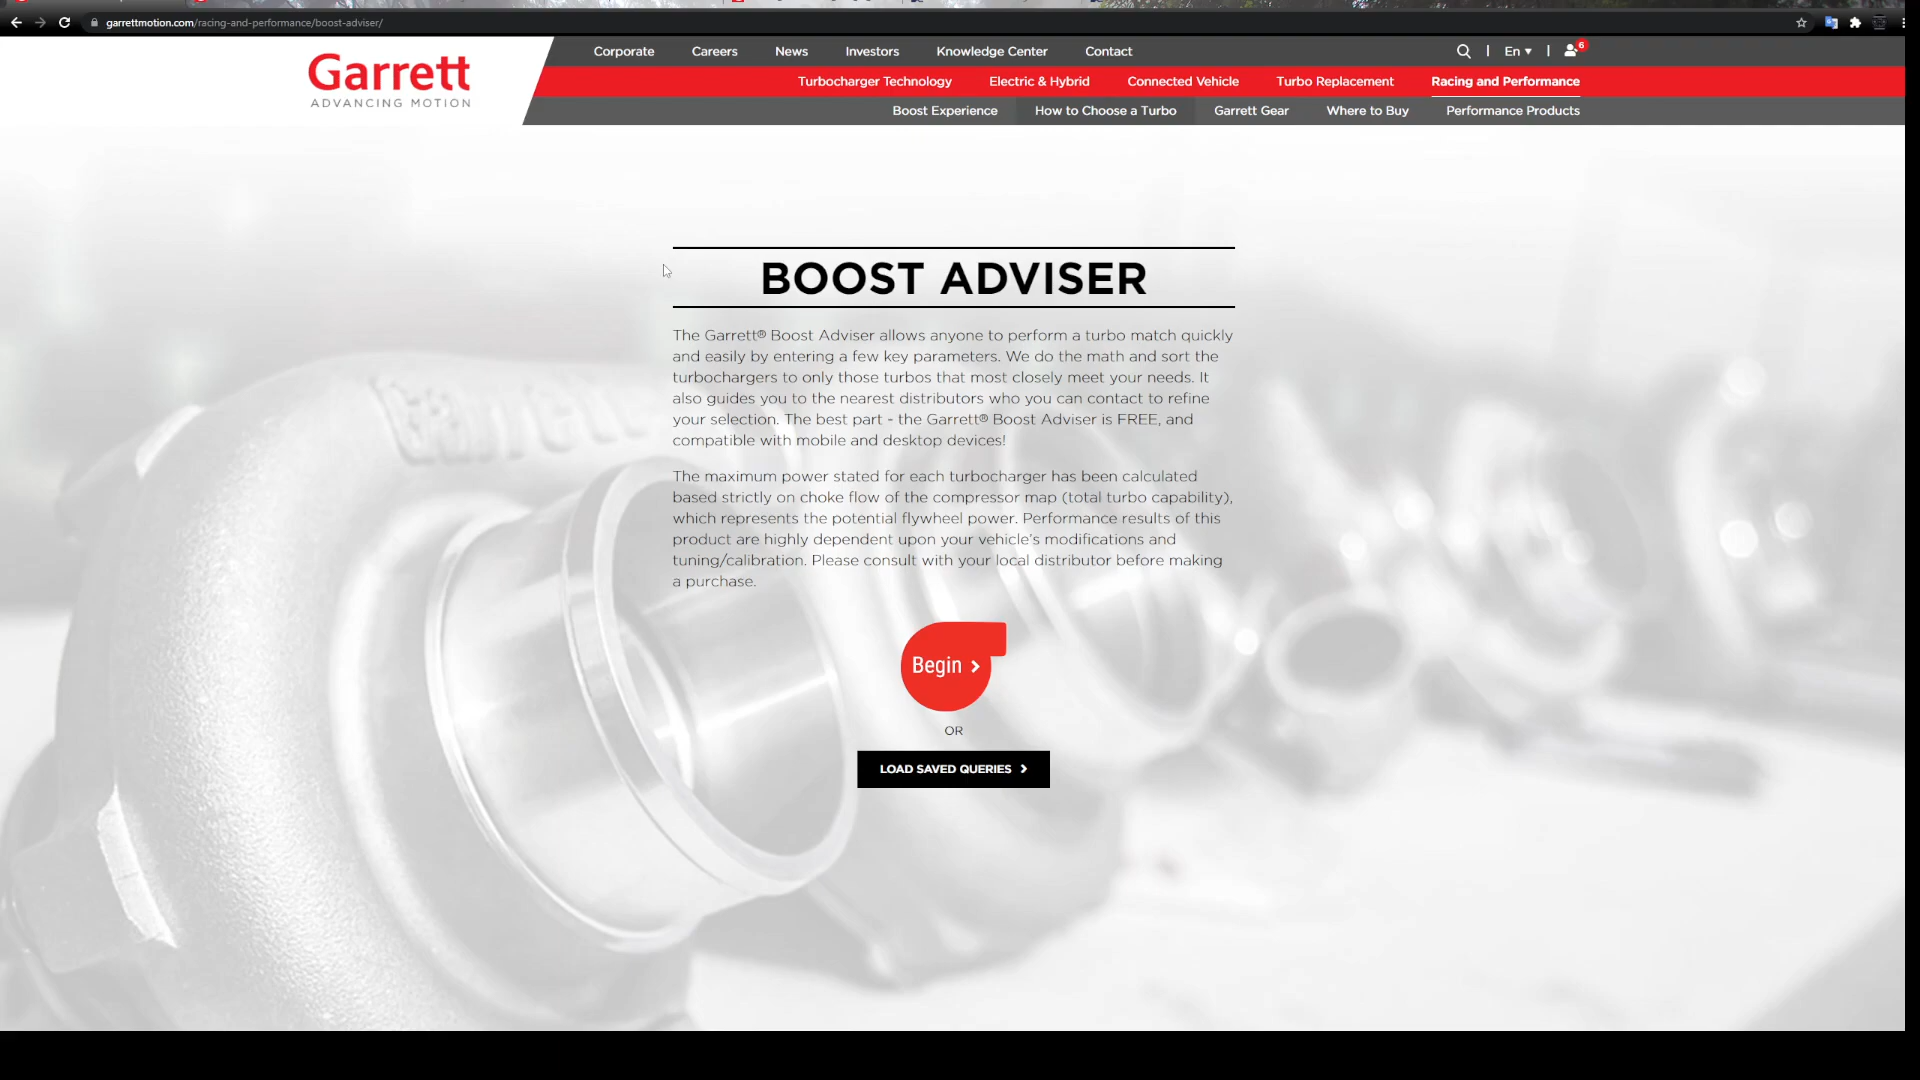 garrettmotion.com/racing-and-performance/boost-adviser/
Garrett
ADVANCING MOTION
Corporate Careers News Investors Knowledge Center Contact | En | 6
Turbocharger Technology Electric & Hybrid Connected Vehicle Turbo Replacement Racing and Performance
Boost Experience How to Choose a Turbo Garrett Gear Where to Buy Performance Products
BOOST ADVISER
The Garrett® Boost Adviser allows anyone to perform a turbo match quickly
and easily by entering a few key parameters. We do the math and sort the
turbochargers to only those turbos that most closely meet your needs. It
also guides you to the nearest distributors who you can contact to refine
your selection. The best part - the Garrett® Boost Adviser is FREE, and
compatible with mobile and desktop devices!
The maximum power stated for each turbocharger has been calculated
based strictly on choke flow of the compressor map (total turbo capability),
which represents the potential flywheel power. Performance results of this
product are highly dependent upon your vehicle's modifications and
tuning/calibration. Please consult with your local distributor before making
a purchase.
Begin
OR
LOAD SAVED QUERIES
Garrett